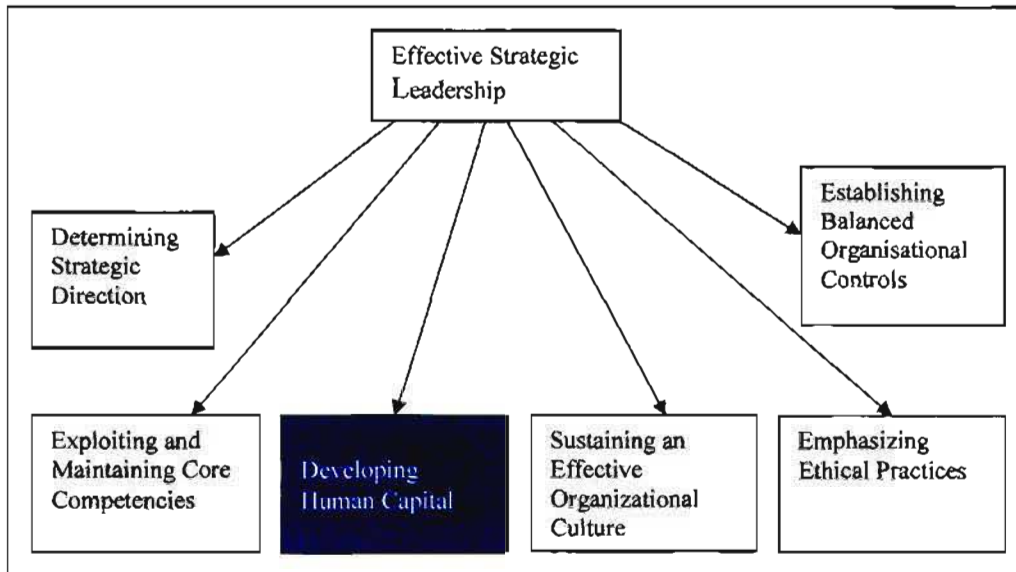 Effective Strategic
Leadership
Establishing
Balanced
Organisational
Controls
Determining
Strategic
Direction
Exploiting and
Maintaining Core
Competencies
Developing
Human Capital
Sustaining an
Effective
Organizational
Culture
Emphasizing
Ethical Practices